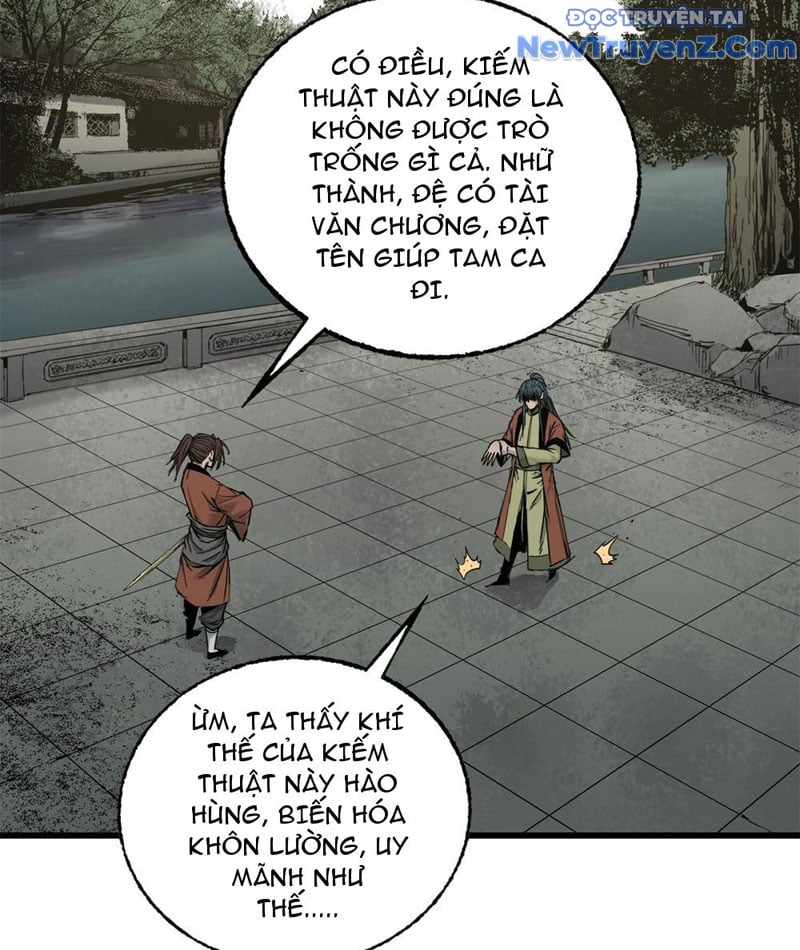 ĐỌC TRUYỆN TẠI
NewTruyenZ.com
CÓ ĐIỀU, KIẾM
THUẬT NÀY ĐÚNG LÀ
KHÔNG ĐƯỢC TRÒ
TRỐNG GÌ CẢ. NHỮ
THÀNH, ĐỆ CÓ TÀI
VĂN CHƯƠNG, ĐẶT
TÊN GIÚP TAM CA
ĐI.
ỪM, TA THẤY KHÍ
THẾ CỦA KIẾM
THUẬT NÀY HÀO
HÙNG, BIẾN HÓA
KHÔN LƯỜNG, UY
MÃNH NHƯ
THẾ.....